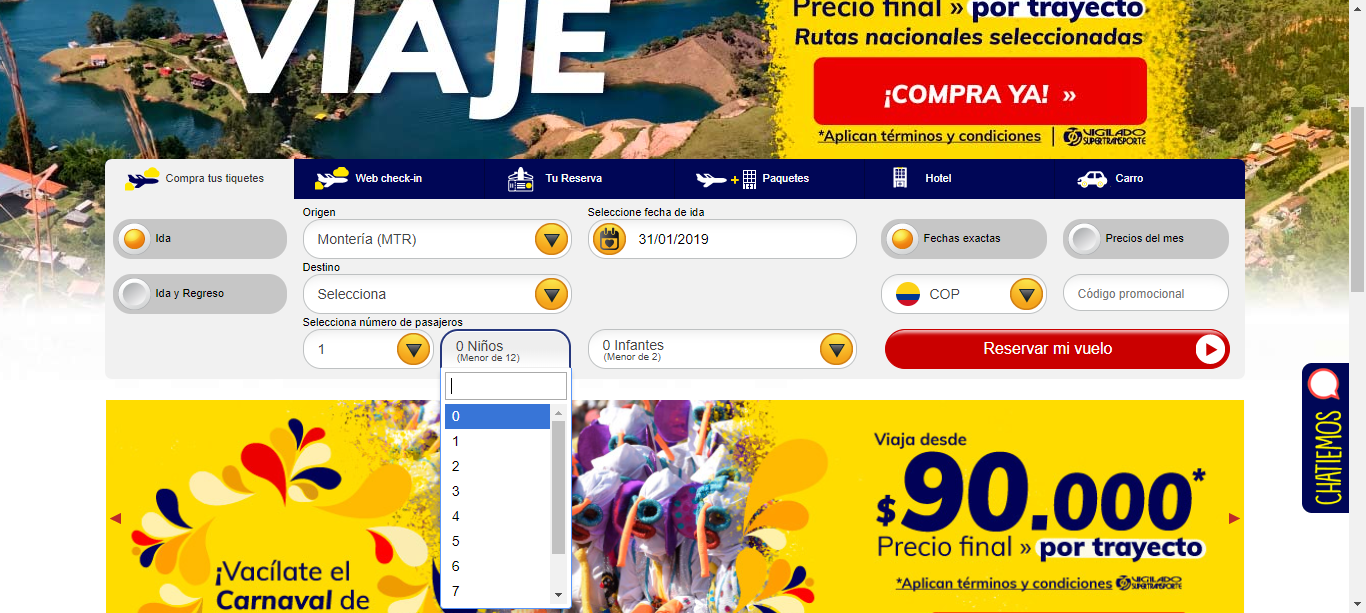 VIAJE
Precio final » por trayecto
Rutas nacionales seleccionadas
¡COMPRA YA! »
*Aplican términos y condiciones | VIGILADO
SUPERTRANSPORTE
Compra tus tiquetes
Web check-in
Tu Reserva
+
Paquetes
Hotel
Carro
Origen
Seleccione fecha de ida
Ida
Montería (MTR)
31/01/2019
Fechas exactas
Precios del mes
Destino
Ida y Regreso
Selecciona
COP
Código promocional
Selecciona número de pasajeros
1
0 Niños
(Menor de 12)
0 Infantes
(Menor de 2)
Reservar mi vuelo
0
1
2
3
4
5
6
7
CHATIEMOS
¡Vacílate el
Carnaval de
Viaja desde
$90.000*
Precio final » por trayecto
*Aplican términos y condiciones VIGILADO
SUPERTRANSPORTE